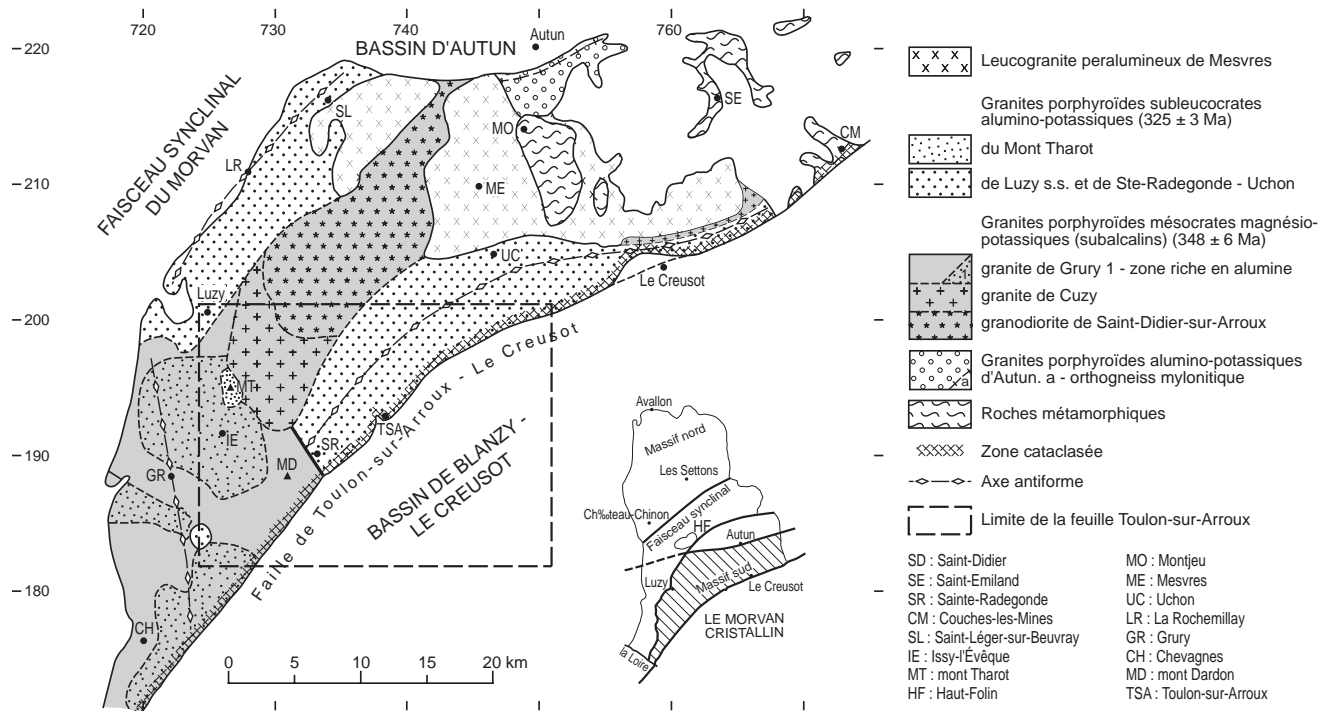 720
730
740
760
220
210
200
190
180
BASSIN D'AUTUN
Autun
FAISCEAU SYNCLINAL
DU MORVAN
SL
LR
MO
ME
SE
CM
UC
Le Creusot
Luzy
MT
IE
GR
MD
SR
TSA
CH
Faille de Toulon-sur-Arroux - Le Creusot
BASSIN DE BLANZY -
LE CREUSOT
0 5 10 15 20 km
Avallon
Massif nord
Les Settons
Ch‰teau-Chinon
Faisceau synclinal
HF
Autun
Luzy
Massif sud
Le Creusot
la Loire
LE MORVAN
CRISTALLIN
Leucogranite peralumineux de Mesvres
Granites porphyroïdes subleucocrates
alumino-potassiques (325 ± 3 Ma)
du Mont Tharot
de Luzy s.s. et de Ste-Radegonde - Uchon
Granites porphyroïdes mésocrates magnésio-
potassiques (subalcalins) (348 ± 6 Ma)
granite de Grury 1 - zone riche en alumine
granite de Cuzy
granodiorite de Saint-Didier-sur-Arroux
Granites porphyroïdes alumino-potassiques
d'Autun. a - orthogneiss mylonitique
a
Roches métamorphiques
Zone cataclasée
Axe antiforme
Limite de la feuille Toulon-sur-Arroux
SD : Saint-Didier
SE : Saint-Emiland
SR : Sainte-Radegonde
CM : Couches-les-Mines
SL : Saint-Léger-sur-Beuvray
IE : Issy-l'Évêque
MT : mont Tharot
HF : Haut-Folin
MO : Montjeu
ME : Mesvres
UC : Uchon
LR : La Rochemillay
GR : Grury
CH : Chevagnes
MD : mont Dardon
TSA : Toulon-sur-Arroux